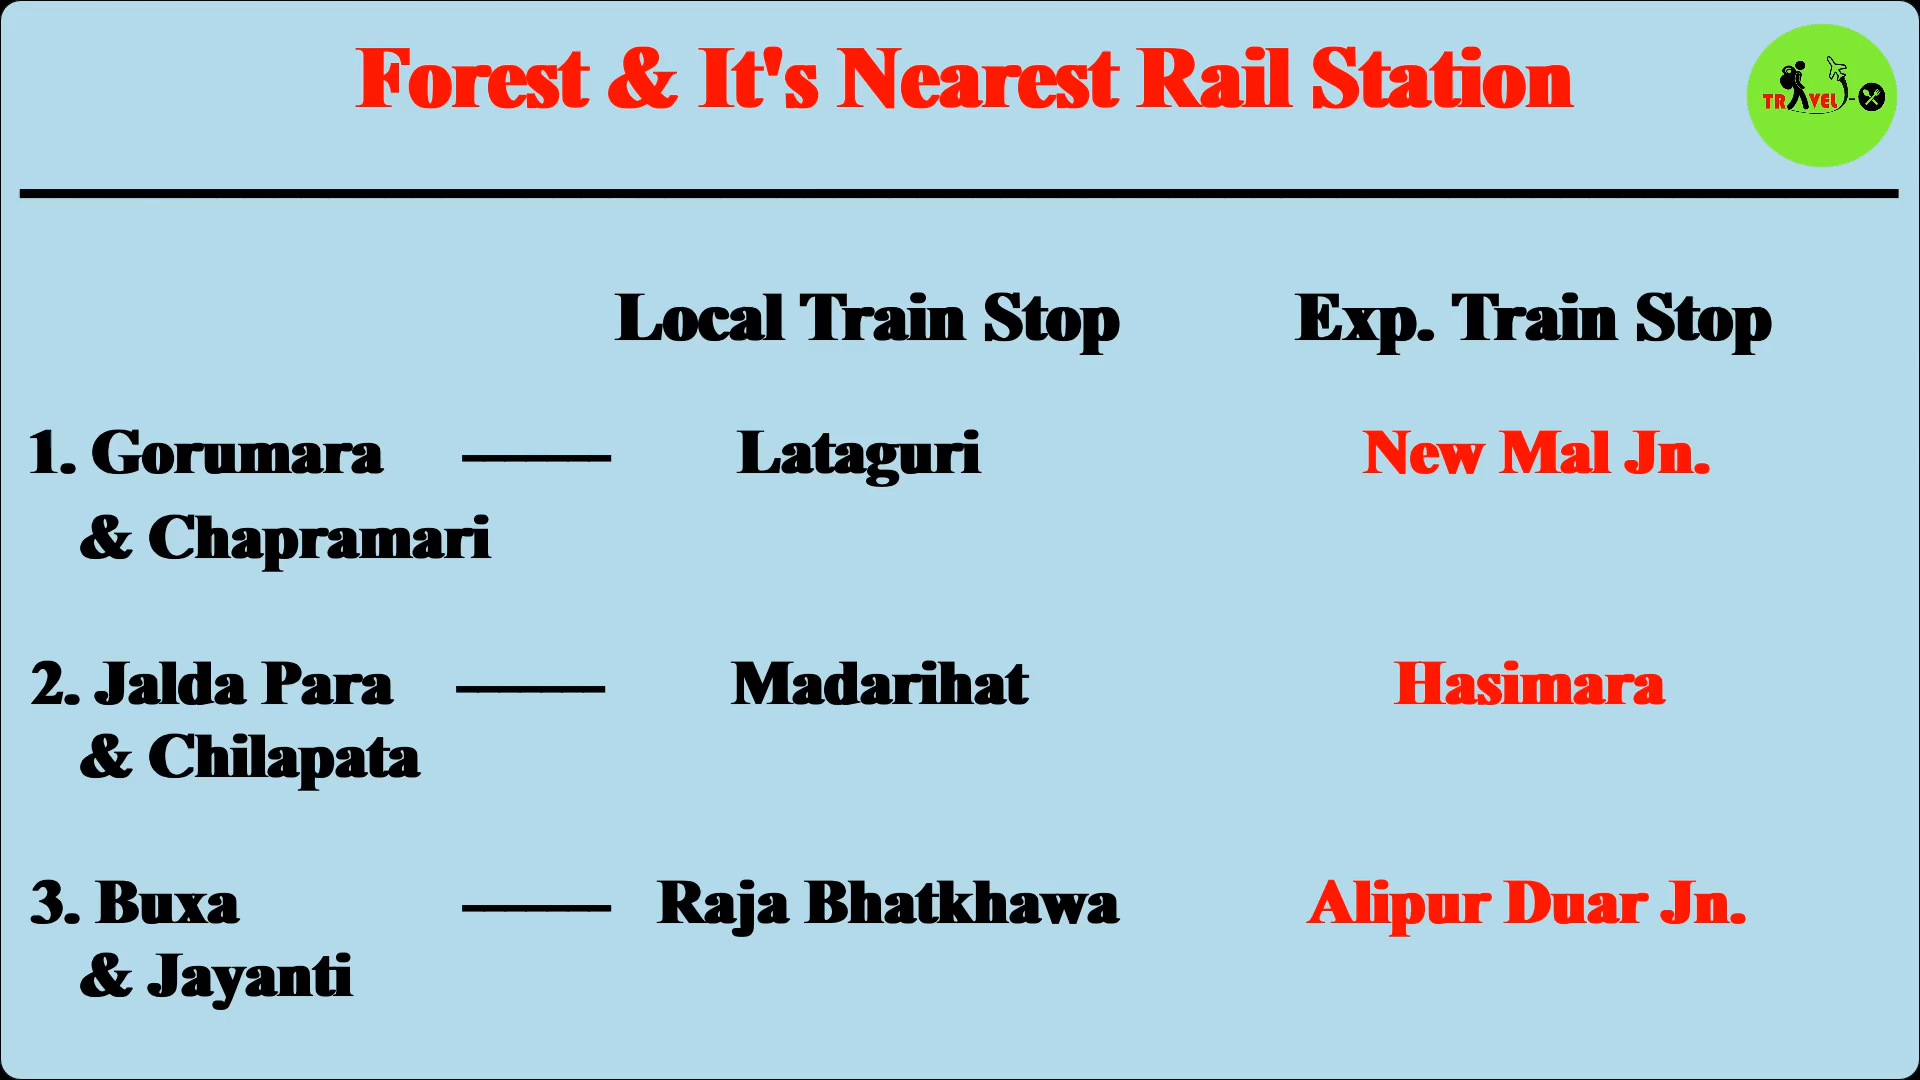 Forest & It's Nearest Rail Station
TRAVEL-O
Local Train Stop Exp. Train Stop
1. Gorumara Lataguri New Mal Jn.
& Chapramari
2. Jalda Para Madarihat Hasimara
& Chilapata
3. Buxa Raja Bhatkhawa Alipur Duar Jn.
& Jayanti